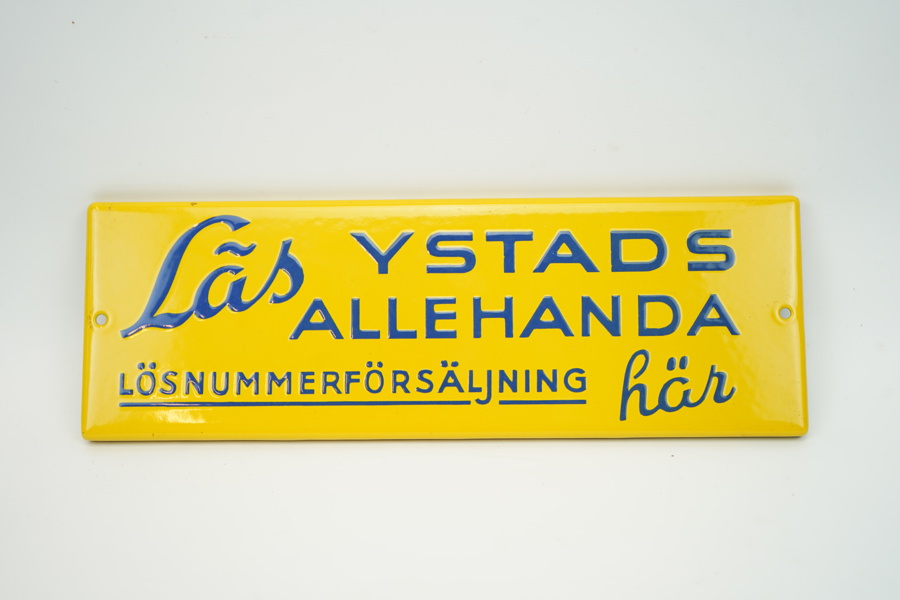 Läs YSTADS
ALLEHANDA
LÖSNUMMERFÖRSÄLJNING här